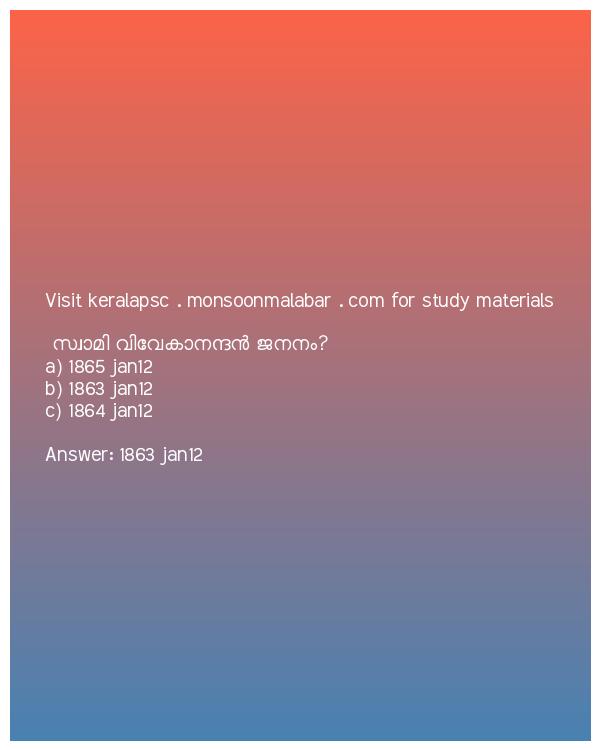 Visit keralapsc . monsoonmalabar . com for study materials
സ്വാമി വിവേകാനന്ദൻ ജനനം?
a) 1865 jan12
b) 1863 jan12
c) 1864 jan12
Answer: 1863 jan12